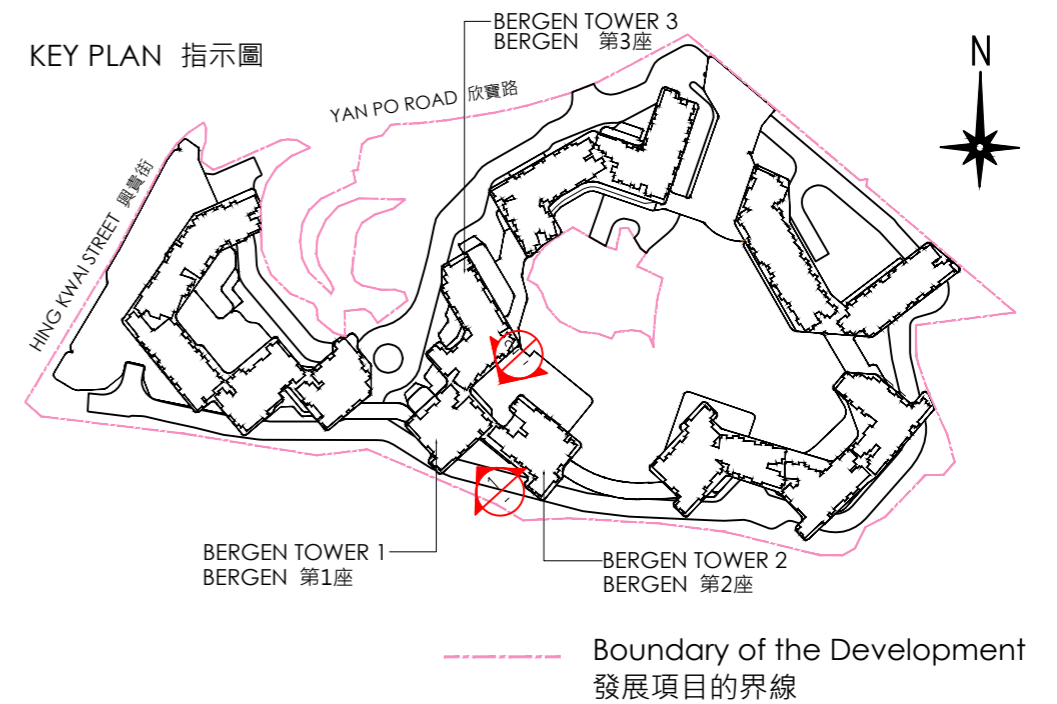 BERGEN TOWER 3
BERGEN 第3座
KEY PLAN 指示圖
N
YAN PO ROAD 欣寶路
HING KWAI STREET 興貴街
2
-
1
-
BERGEN TOWER 1
BERGEN 第1座
BERGEN TOWER 2
BERGEN 第2座
Boundary of the Development
發展項目的界線